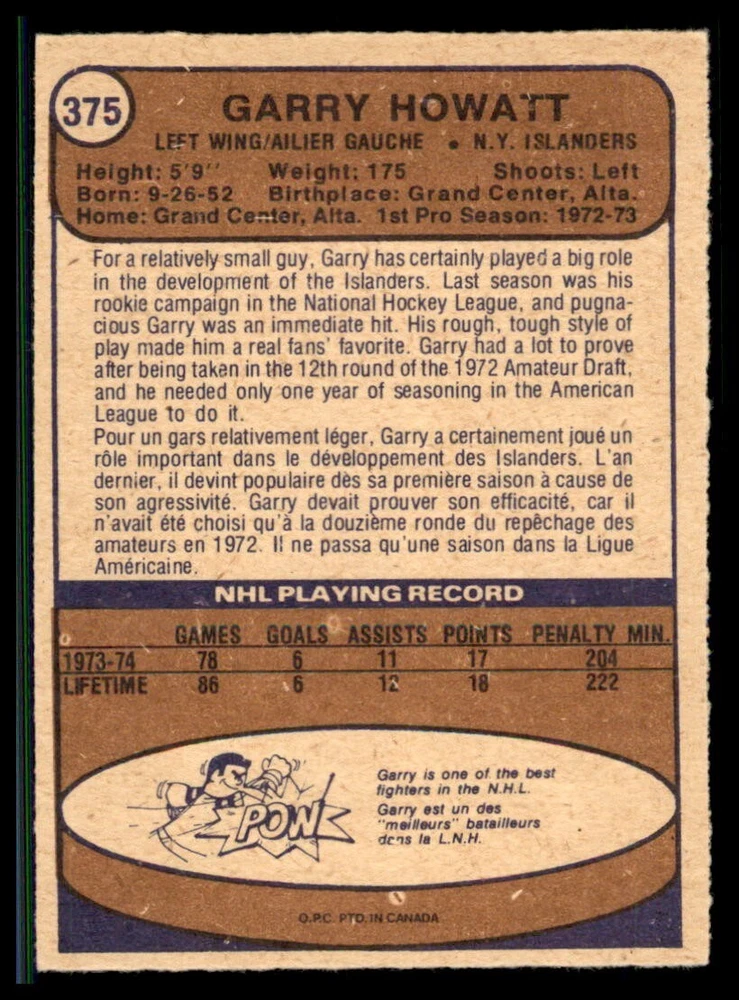 375
GARRY HOWATT
LEFT WING/AILIER GAUCHE • N.Y. ISLANDERS
Height: 5'9'' Weight: 175 Shoots: Left
Born: 9-26-52 Birthplace: Grand Center, Alta.
Home: Grand Center, Alta. 1st Pro Season: 1972-73
For a relatively small guy, Garry has certainly played a big role
in the development of the Islanders. Last season was his
rookie campaign in the National Hockey League, and pugna-
cious Garry was an immediate hit. His rough, tough style of
play made him a real fans' favorite. Garry had a lot to prove
after being taken in the 12th round of the 1972 Amateur Draft,
and he needed only one year of seasoning in the American
League to do it.
Pour un gars relativement léger, Garry a certainement joué un
rôle important dans le développement des Islanders. L'an
dernier, il devint populaire dès sa première saison à cause de
son agressivité. Garry devait prouver son efficacité, car il
n'avait été choisi qu'à la douzième ronde du repêchage des
amateurs en 1972. Il ne passa qu'une saison dans la Ligue
Américaine.
NHL PLAYING RECORD
GAMES GOALS ASSISTS POINTS PENALTY MIN.
1973-74 78 6 11 17 204
LIFETIME 86 6 12 18 222
POW!
Garry is one of the best
fighters in the N.H.L.
Garry est un des
"meilleurs" batailleurs
dans la L.N.H.
O.P.C. PTD. IN CANADA